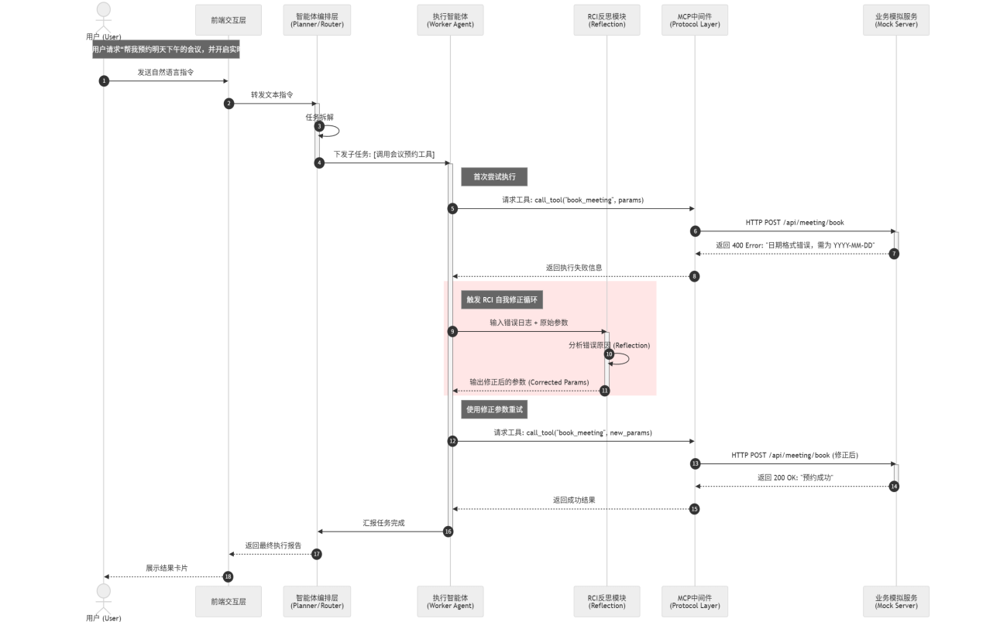 用户 (User)
前端交互层
智能体编排层
(Planner/Router)
执行智能体
(Worker Agent)
RCI反思模块
(Reflection)
MCP中间件
(Protocol Layer)
业务模拟服务
(Mock Server)
用户请求“帮我预约明天下午的会议，并开启实
1
发送自然语言指令
2
转发文本指令
任务拆解
3
4
下发子任务: [调用会议预约工具]
首次尝试执行
5
请求工具: call_tool("book_meeting", params)
6
HTTP POST /api/meeting/book
返回 400 Error: "日期格式错误，需为 YYYY-MM-DD"
7
返回执行失败信息
8
触发 RCI 自我修正循环
9
输入错误日志 + 原始参数
分析错误原因 (Reflection)
10
输出修正后的参数 (Corrected Params)
11
使用修正参数重试
12
请求工具: call_tool("book_meeting", new_params)
13
HTTP POST /api/meeting/book (修正后)
返回 200 OK: "预约成功"
14
返回成功结果
15
汇报任务完成
16
返回最终执行报告
17
展示结果卡片
18
用户 (User)
前端交互层
智能体编排层
(Planner/Router)
执行智能体
(Worker Agent)
RCI反思模块
(Reflection)
MCP中间件
(Protocol Layer)
业务模拟服务
(Mock Server)